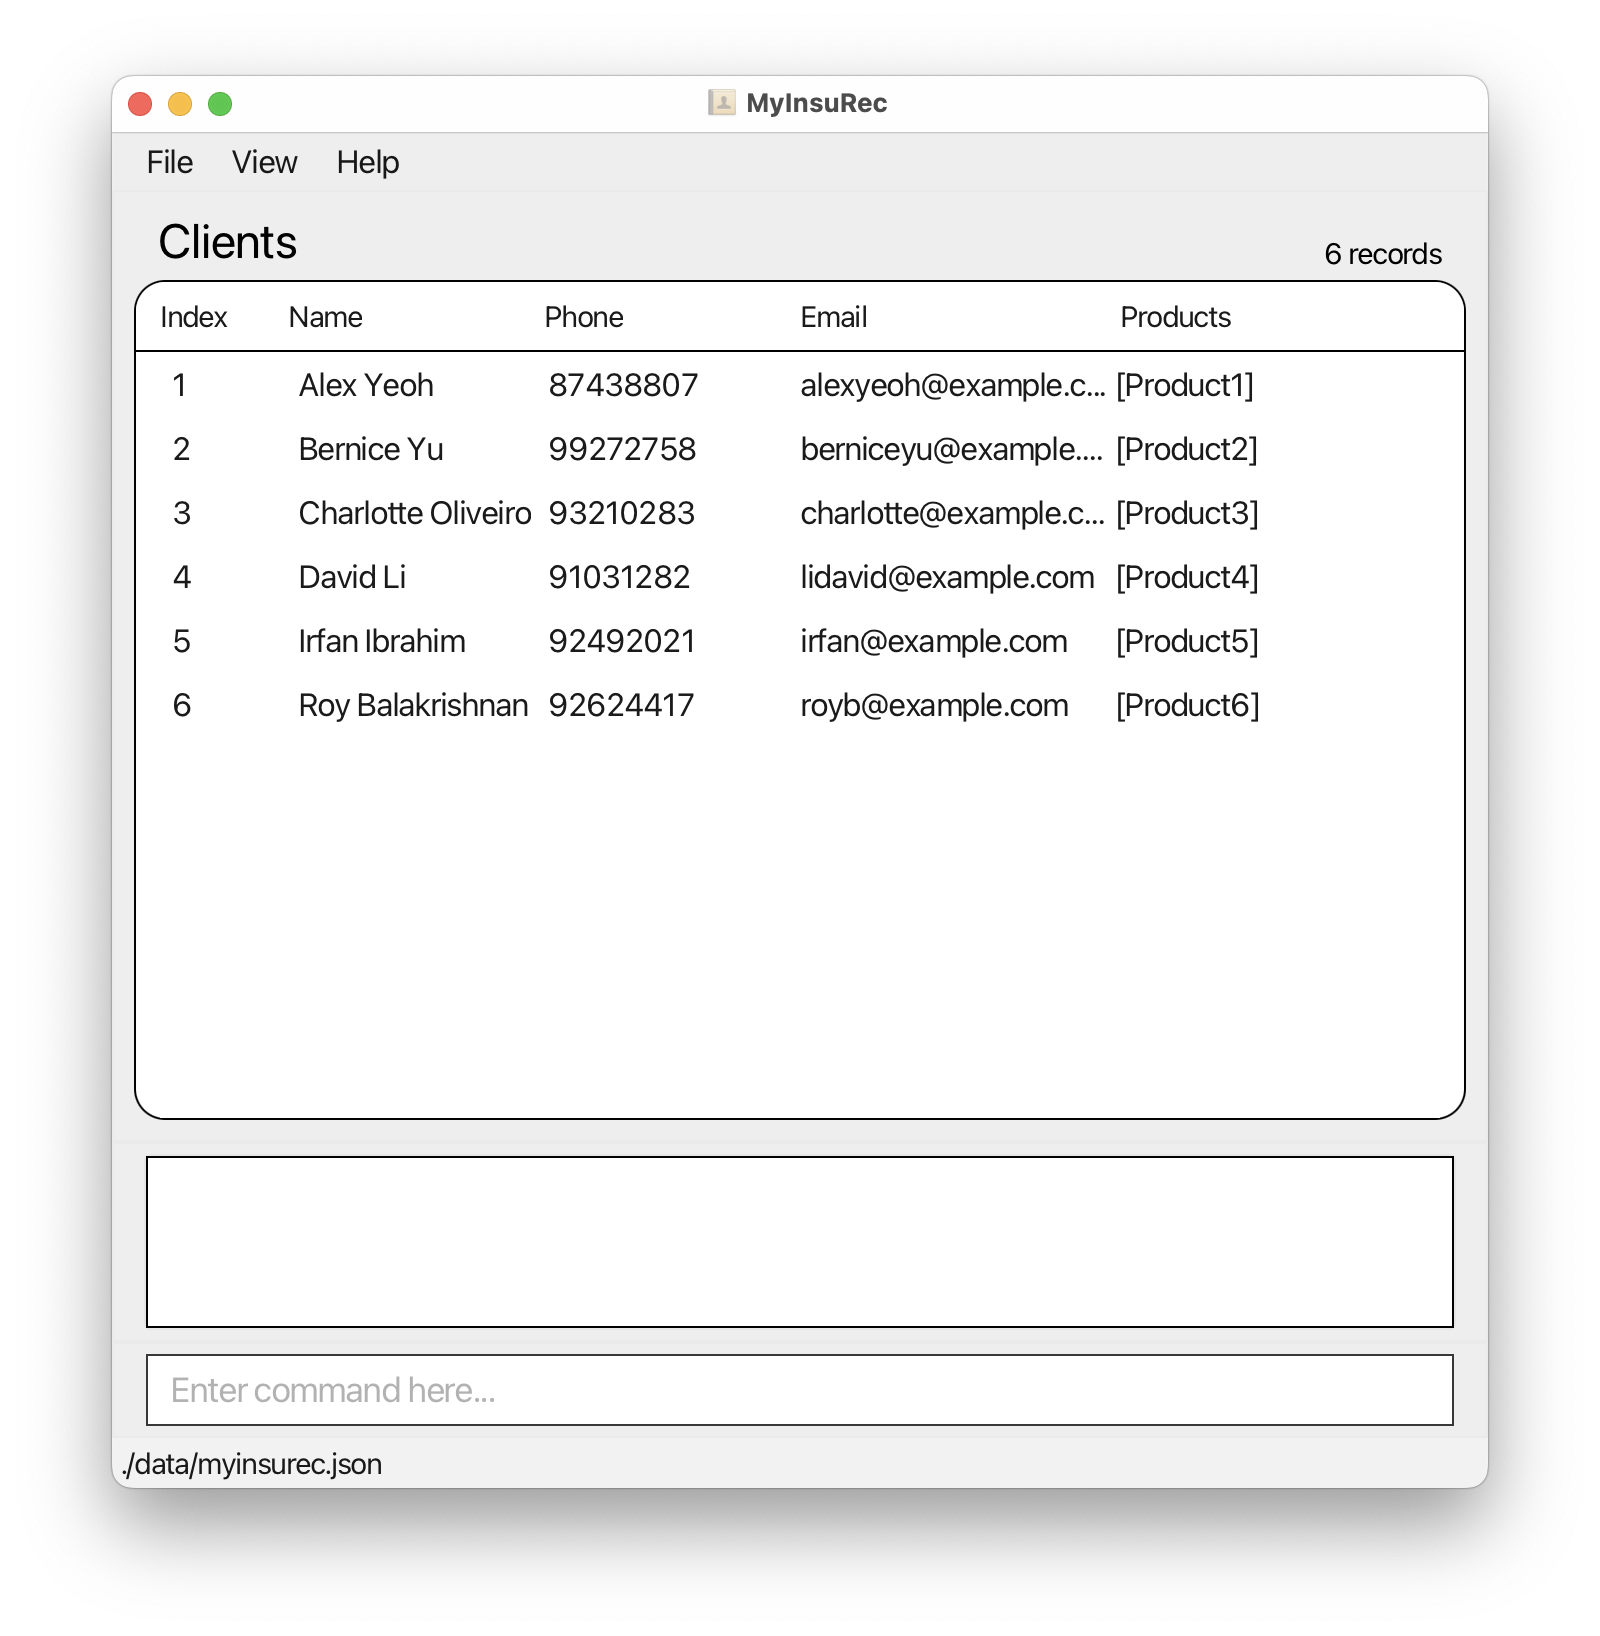 MyInsuRec
File View Help
Clients
6 records
Index Name Phone Email Products
1 Alex Yeoh 87438807 alexyeoh@example.c... [Product1]
2 Bernice Yu 99272758 berniceyu@example.... [Product2]
3 Charlotte Oliveiro 93210283 charlotte@example.c... [Product3]
4 David Li 91031282 lidavid@example.com [Product4]
5 Irfan Ibrahim 92492021 irfan@example.com [Product5]
6 Roy Balakrishnan 92624417 royb@example.com [Product6]
Enter command here...
./data/myinsurec.json